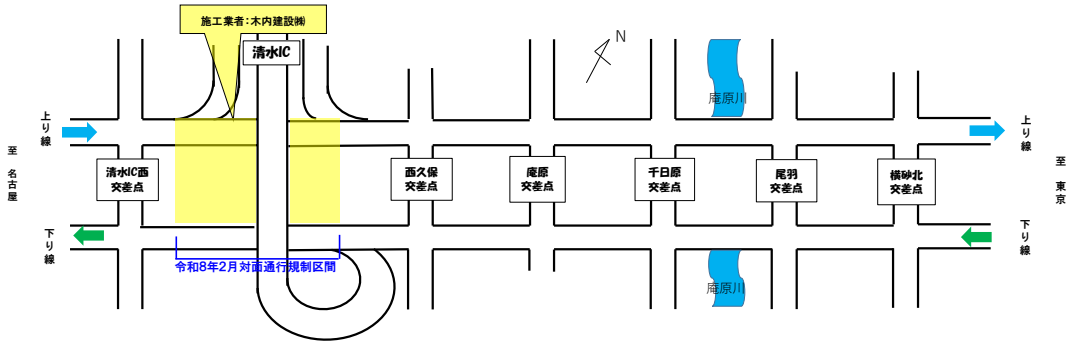 施工業者:木内建設㈱
清水IC
N
庵原川
上り線
上り線
至 名古屋
至 東京
清水IC西
交差点
西久保
交差点
庵原
交差点
千日原
交差点
尾羽
交差点
横砂北
交差点
下り線
下り線
令和8年2月対面通行規制区間
庵原川